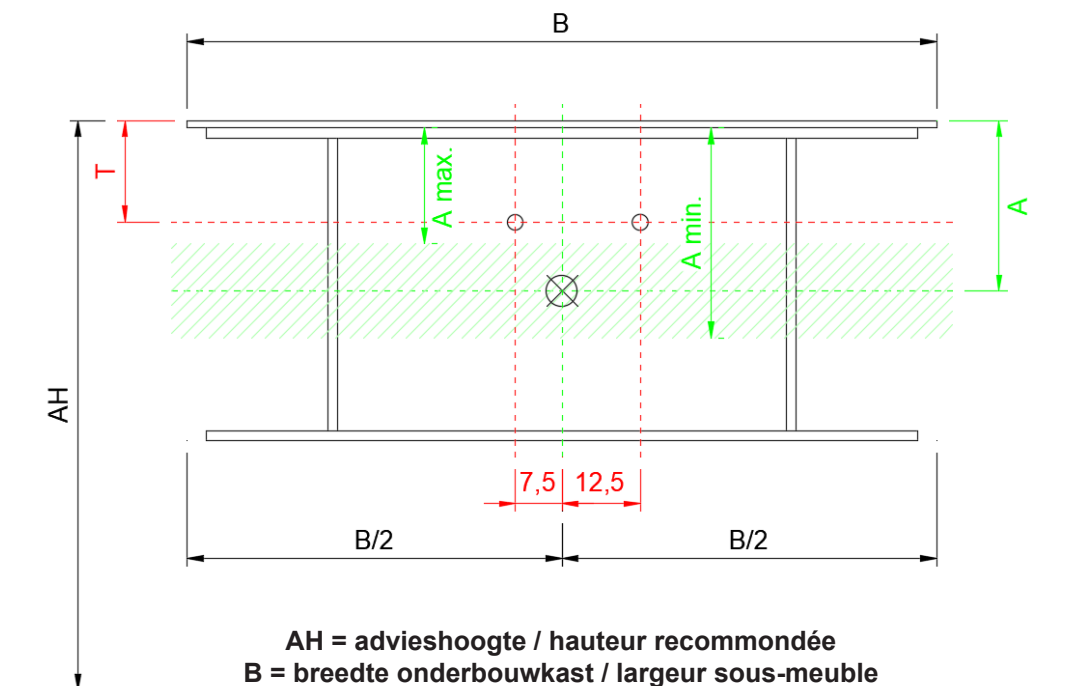 B
T
A max.
A min.
A
AH
7,5
12,5
B/2
B/2
AH = advieshoogte / hauteur recommondée
B = breedte onderbouwkast / largeur sous-meuble